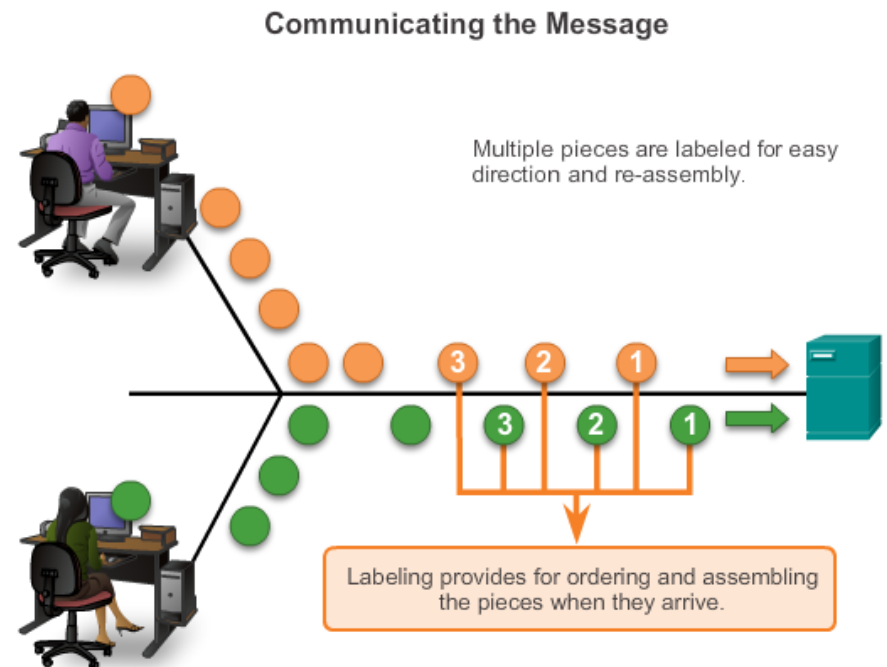 Communicating the Message
Multiple pieces are labeled for easy
direction and re-assembly.
3 2 1
3 2 1
Labeling provides for ordering and assembling
the pieces when they arrive.